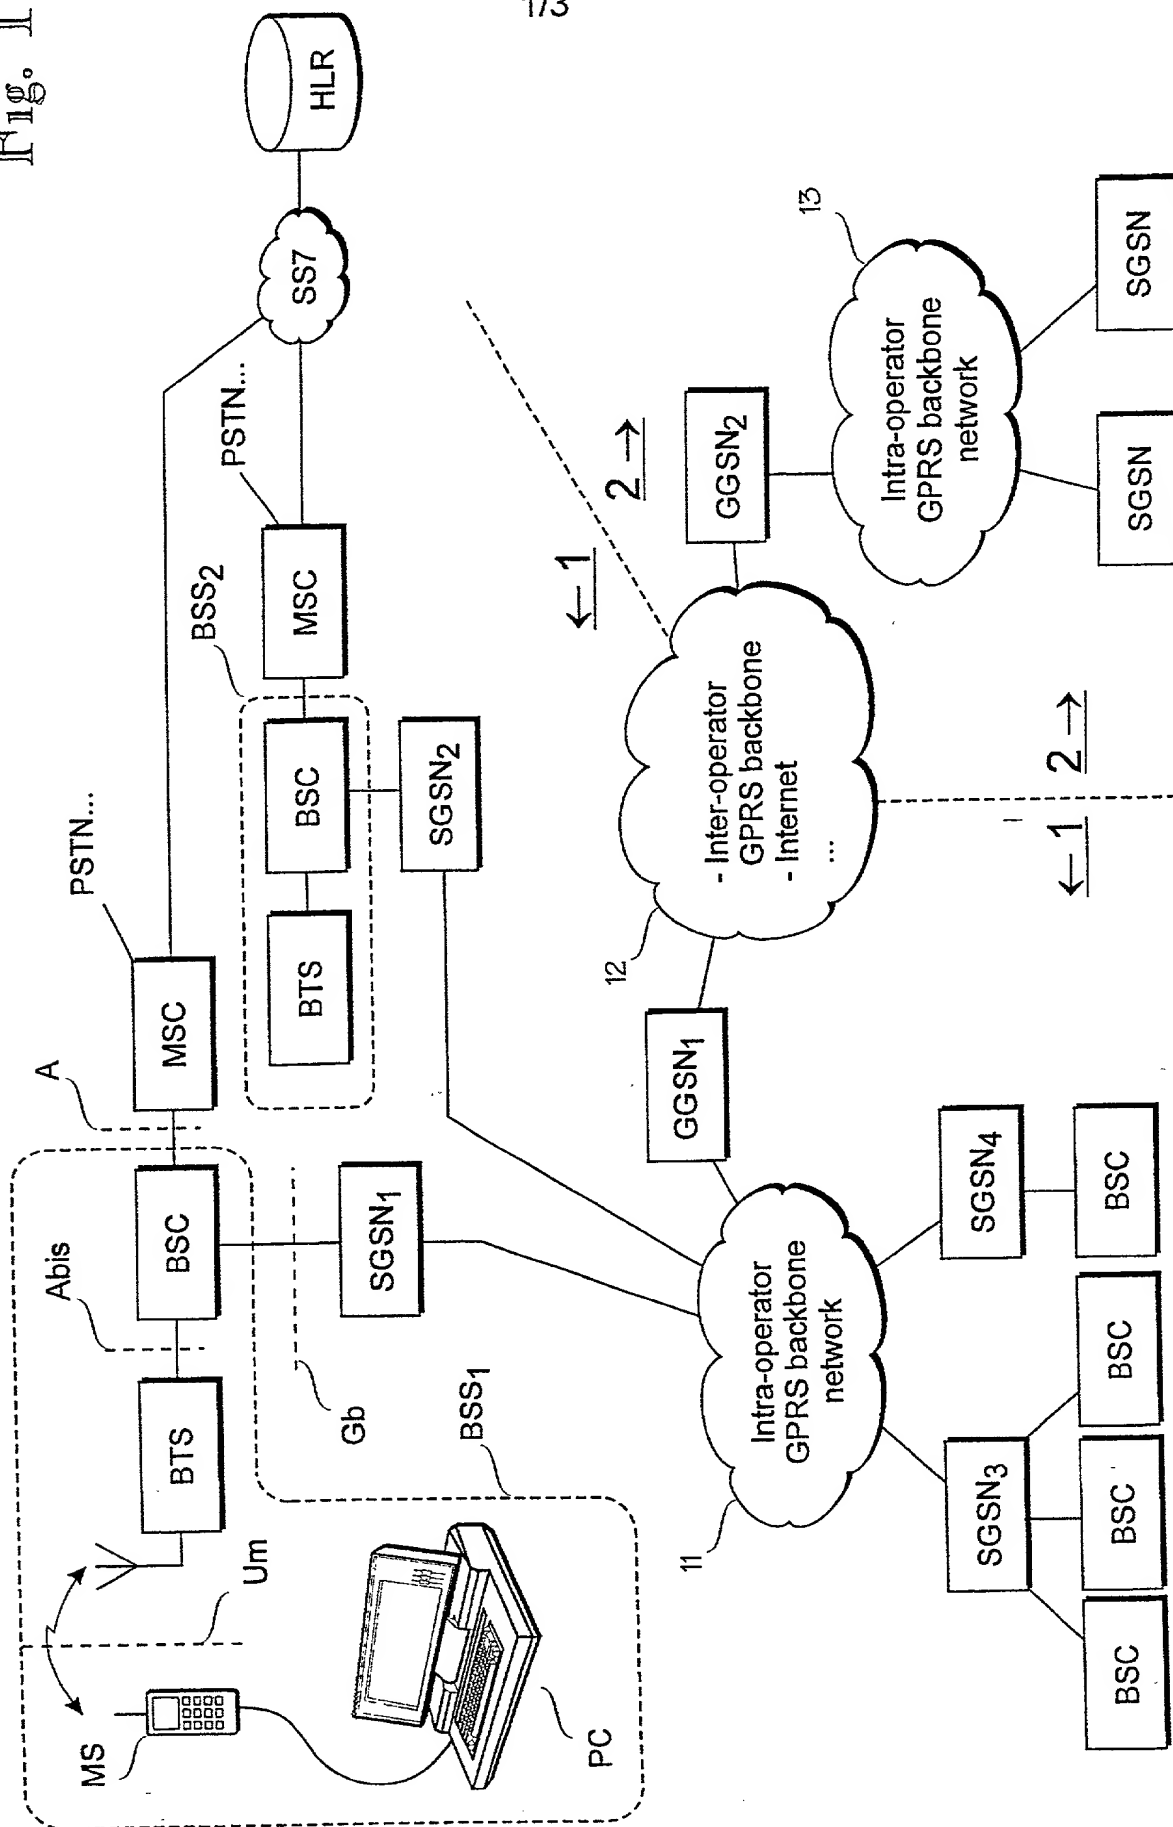 1/3
Fig. 1
MS
Um
BTS
Abis
BSC
A
MSC
PSTN...
PC
BSS1
Gb
SGSN1
BTS
BSC
BSS2
MSC
PSTN...
SS7
HLR
SGSN2
11
Intra-operator
GPRS backbone
network
GGSN1
12
- Inter-operator
GPRS backbone
- Internet
...
←1
2→
GGSN2
13
Intra-operator
GPRS backbone
network
SGSN3
SGSN4
←1
2→
BSC
BSC
BSC
BSC
SGSN
SGSN